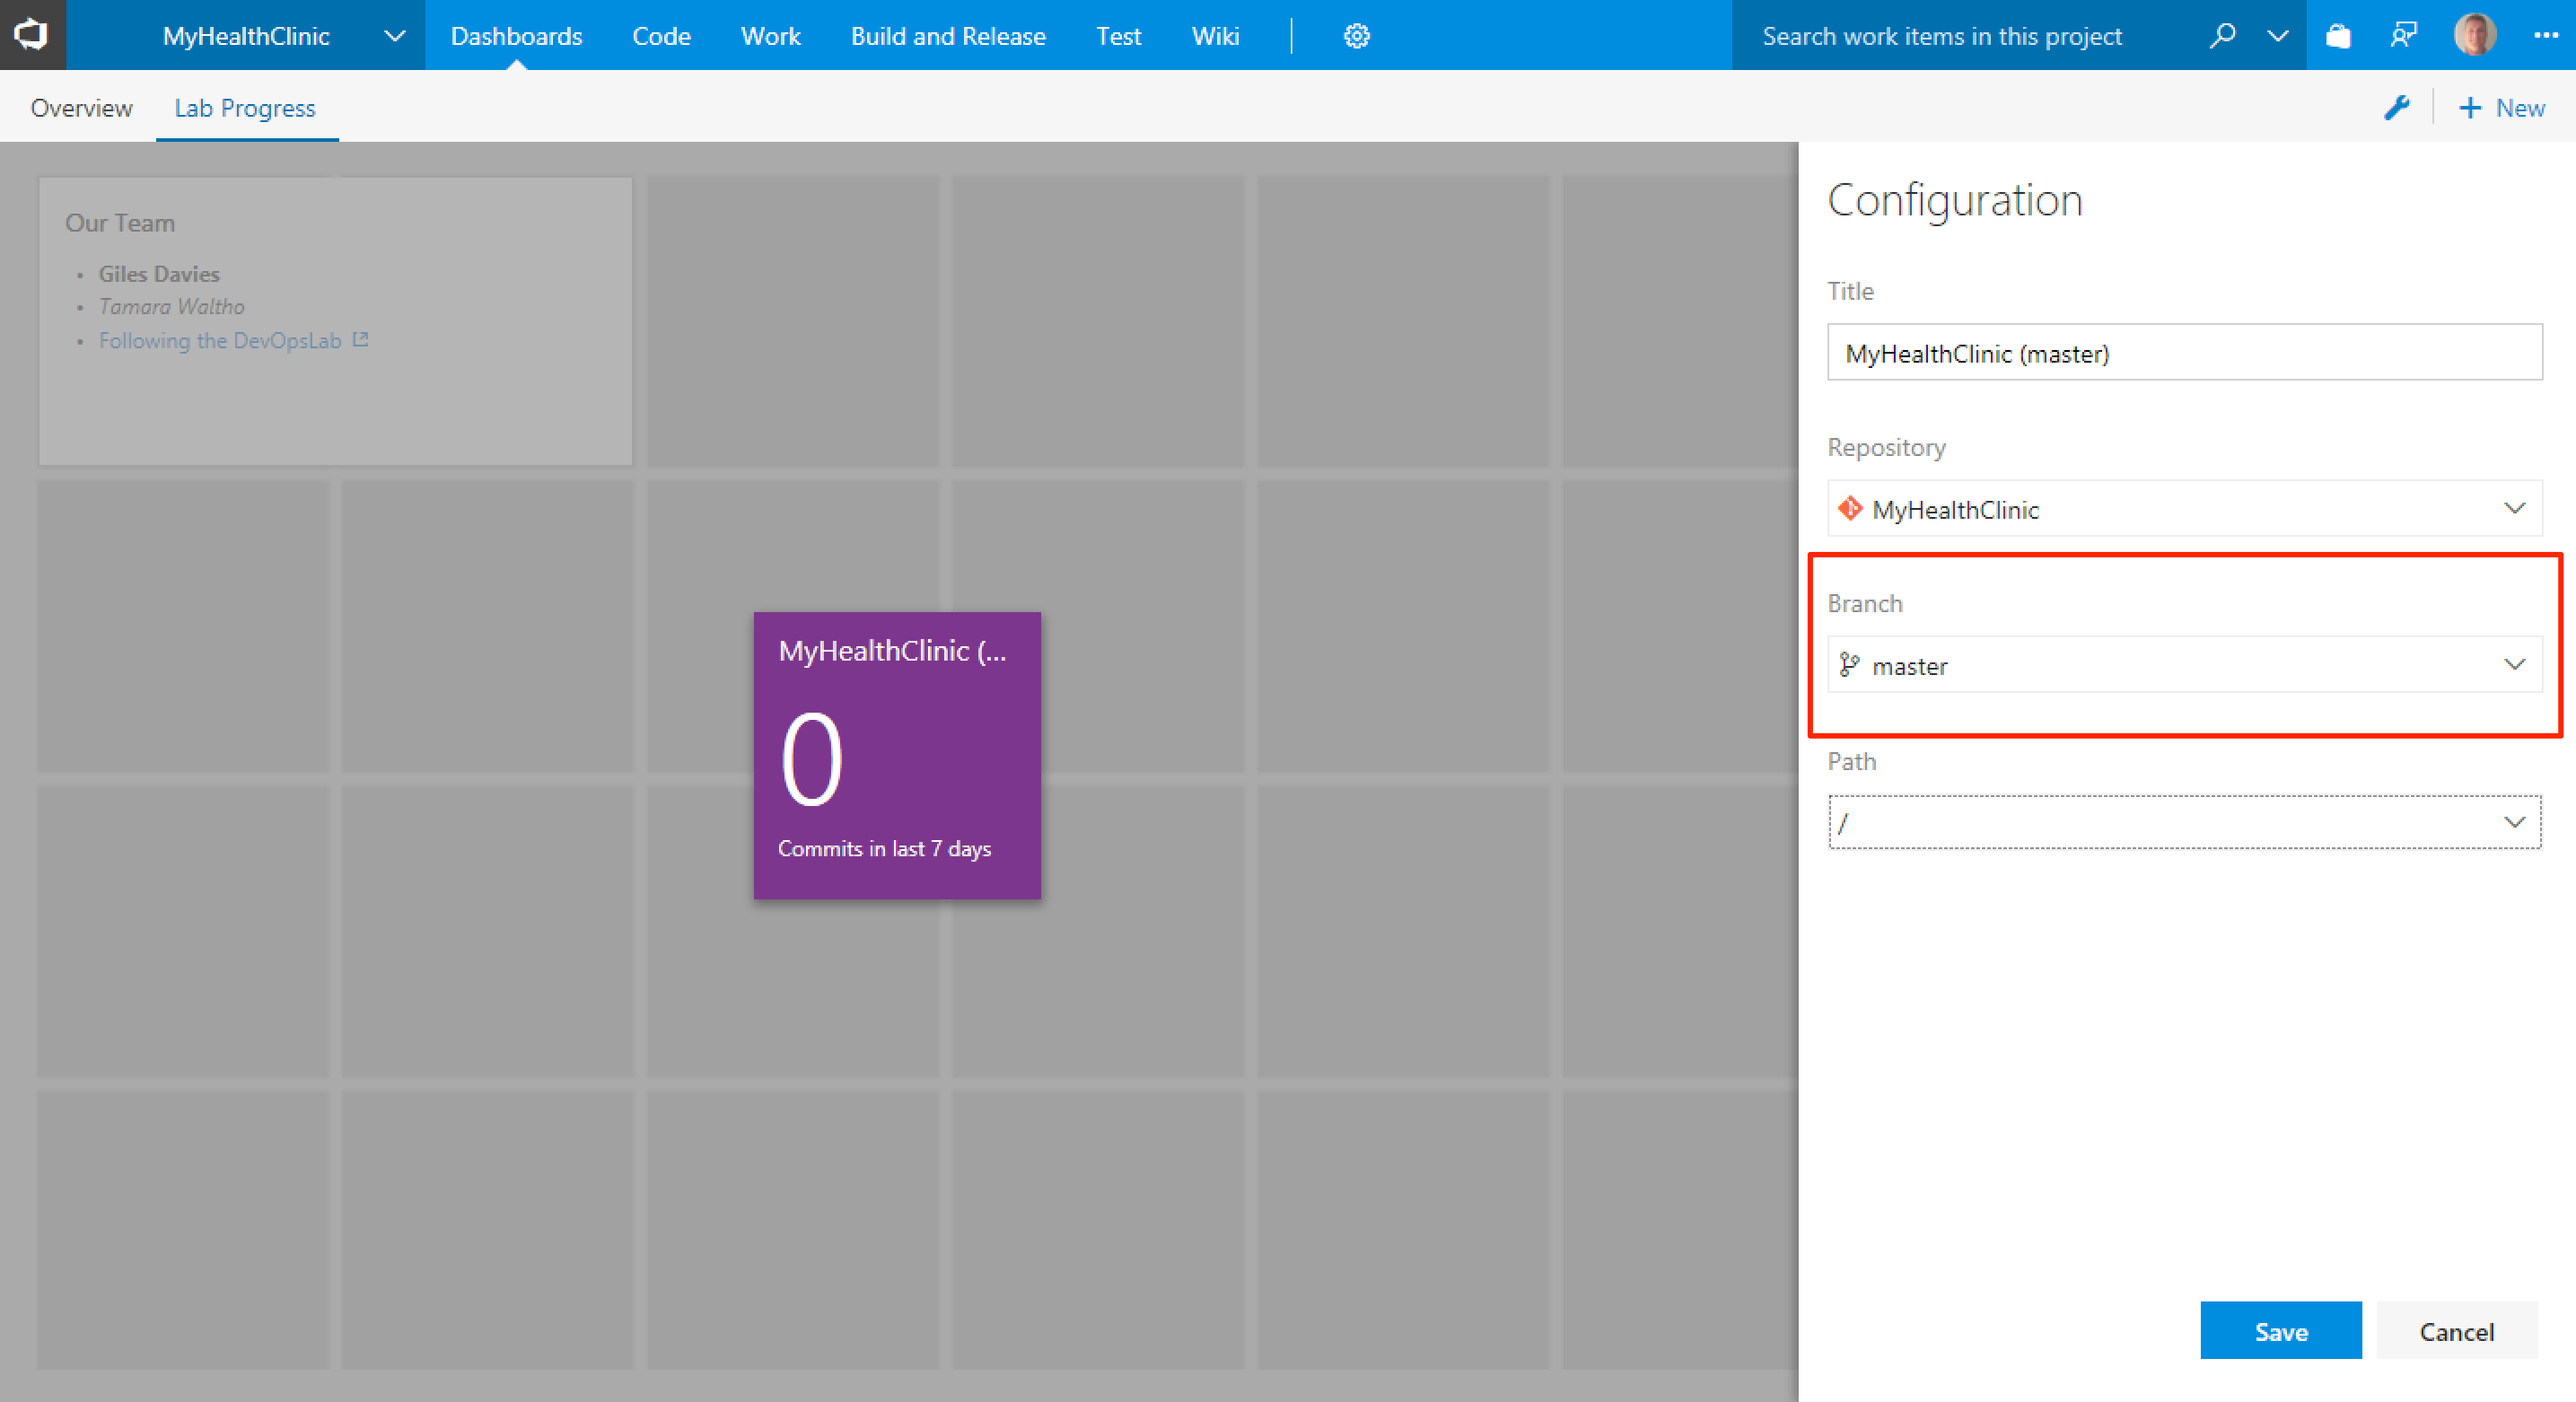 MyHealthClinic
Dashboards
Code
Work
Build and Release
Test
Wiki
Search work items in this project
Overview
Lab Progress
New
Our Team
Giles Davies
Tamara Waltho
Following the DevOpsLab
MyHealthClinic (...
0
Commits in last 7 days
Configuration
Title
MyHealthClinic (master)
Repository
MyHealthClinic
Branch
master
Path
/
Save
Cancel